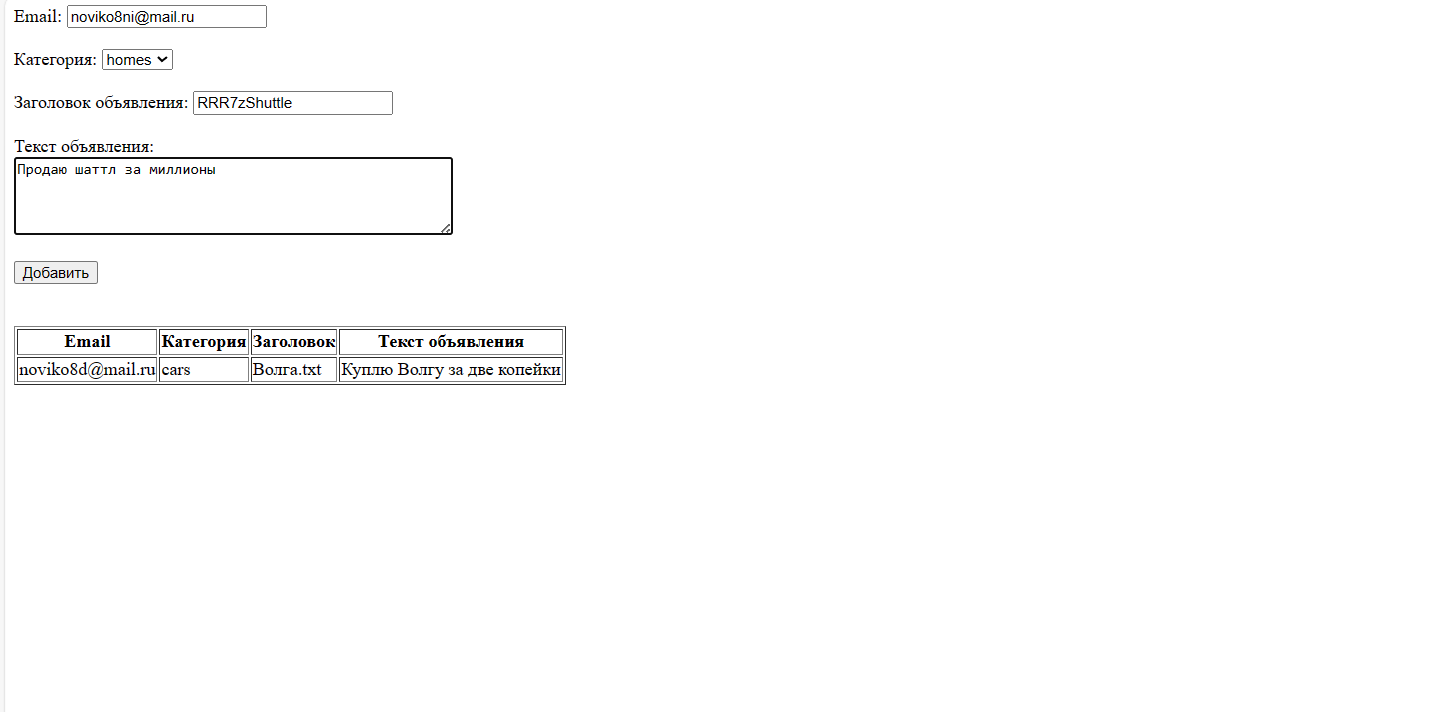 Email: noviko8ni@mail.ru
Категория: homes
Заголовок объявления: RRR7zShuttle
Текст объявления:
Продаю шаттл за миллионы
Добавить
Email Категория Заголовок Текст объявления
noviko8d@mail.ru cars Волга.txt Куплю Волгу за две копейки